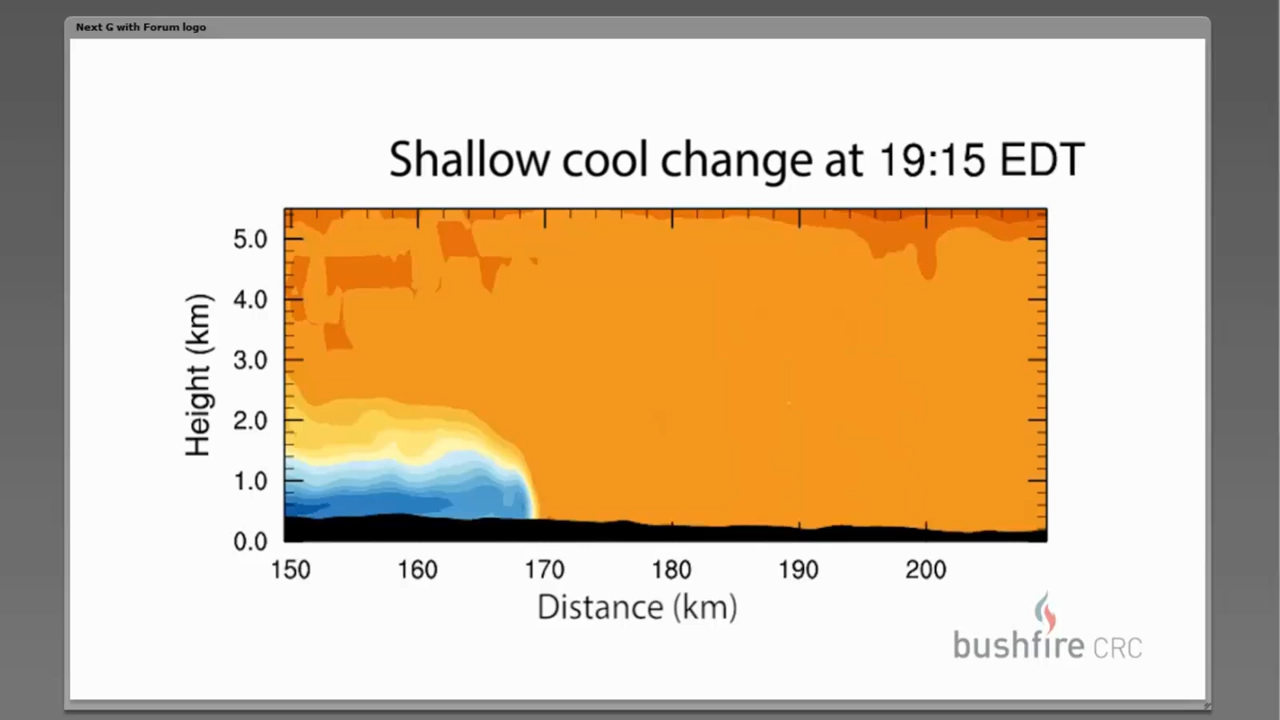 Next G with Forum logo
Shallow cool change at 19:15 EDT
Height (km)
5.0
4.0
3.0
2.0
1.0
0.0
150 160 170 180 190 200
Distance (km)
bushfire CRC